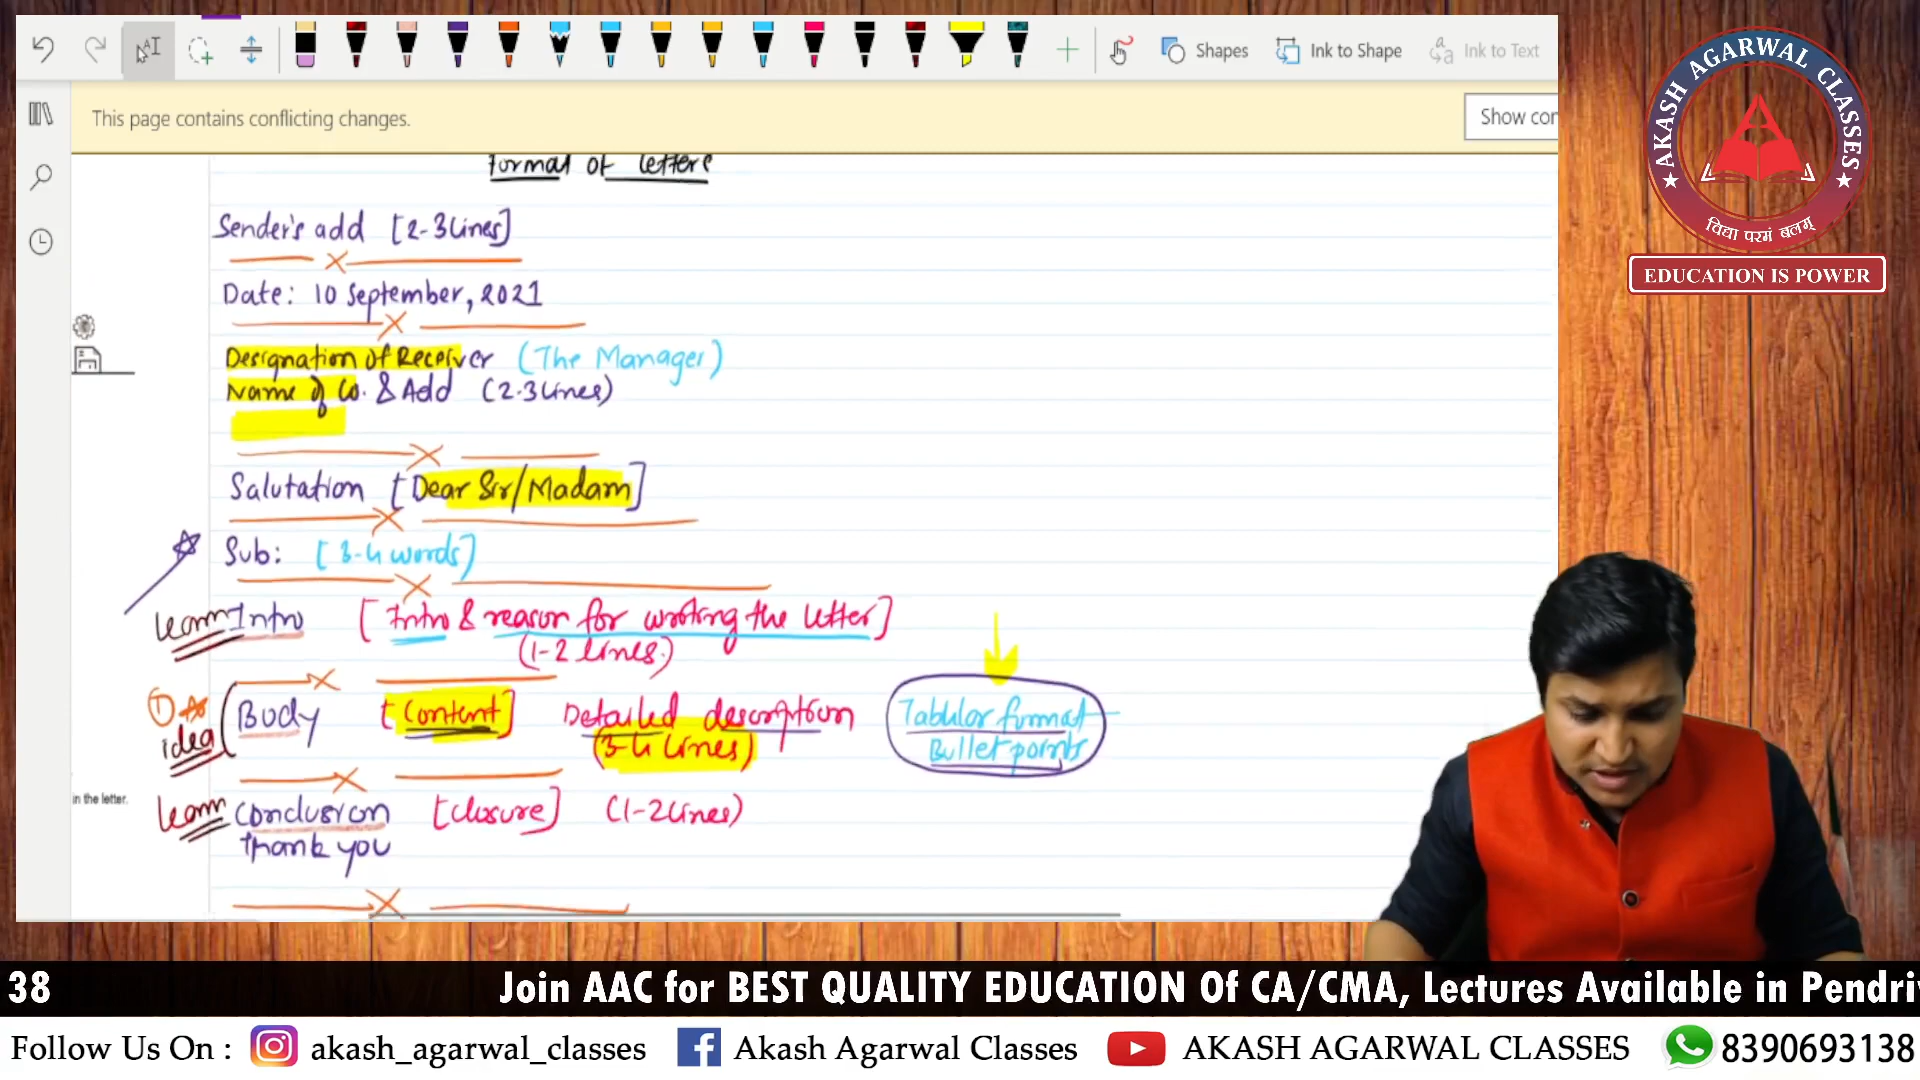 Shapes
Ink to Shape
Ink to Text
This page contains conflicting changes.
Show con
Format of letters
Sender's add [2-3 Lines]
Date: 10 September, 2021
Designation of Receiver (The Manager)
Name of Co. & Add (2-3 Lines)
Salutation [Dear Sir/Madam]
Sub: [3-4 words]
Learn Intro [Intro & reason for writing the letter]
(1-2 lines.)
① Body [Content] Detailed description Tabular format
idea (3-4 lines) Bullet points
in the letter.
Learn Conclusion [closure] (1-2 Lines)
Thank you
AKASH AGARWAL CLASSES
विद्या परमं बलम्
EDUCATION IS POWER
38 Join AAC for BEST QUALITY EDUCATION Of CA/CMA, Lectures Available in Pendriv
Follow Us On : akash_agarwal_classes Akash Agarwal Classes AKASH AGARWAL CLASSES 8390693138